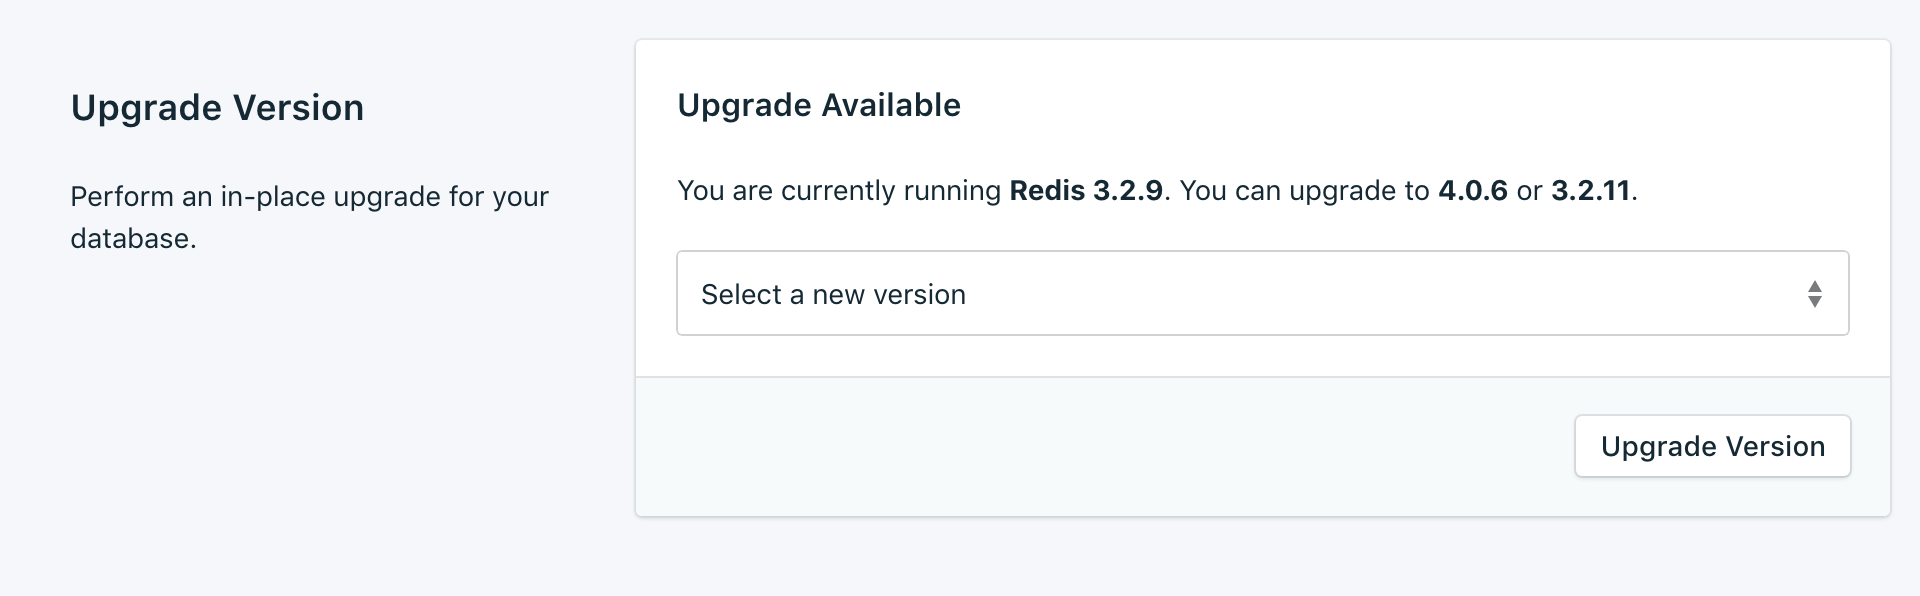 Upgrade Version
Perform an in-place upgrade for your
database.
Upgrade Available
You are currently running Redis 3.2.9. You can upgrade to 4.0.6 or 3.2.11.
Select a new version
Upgrade Version